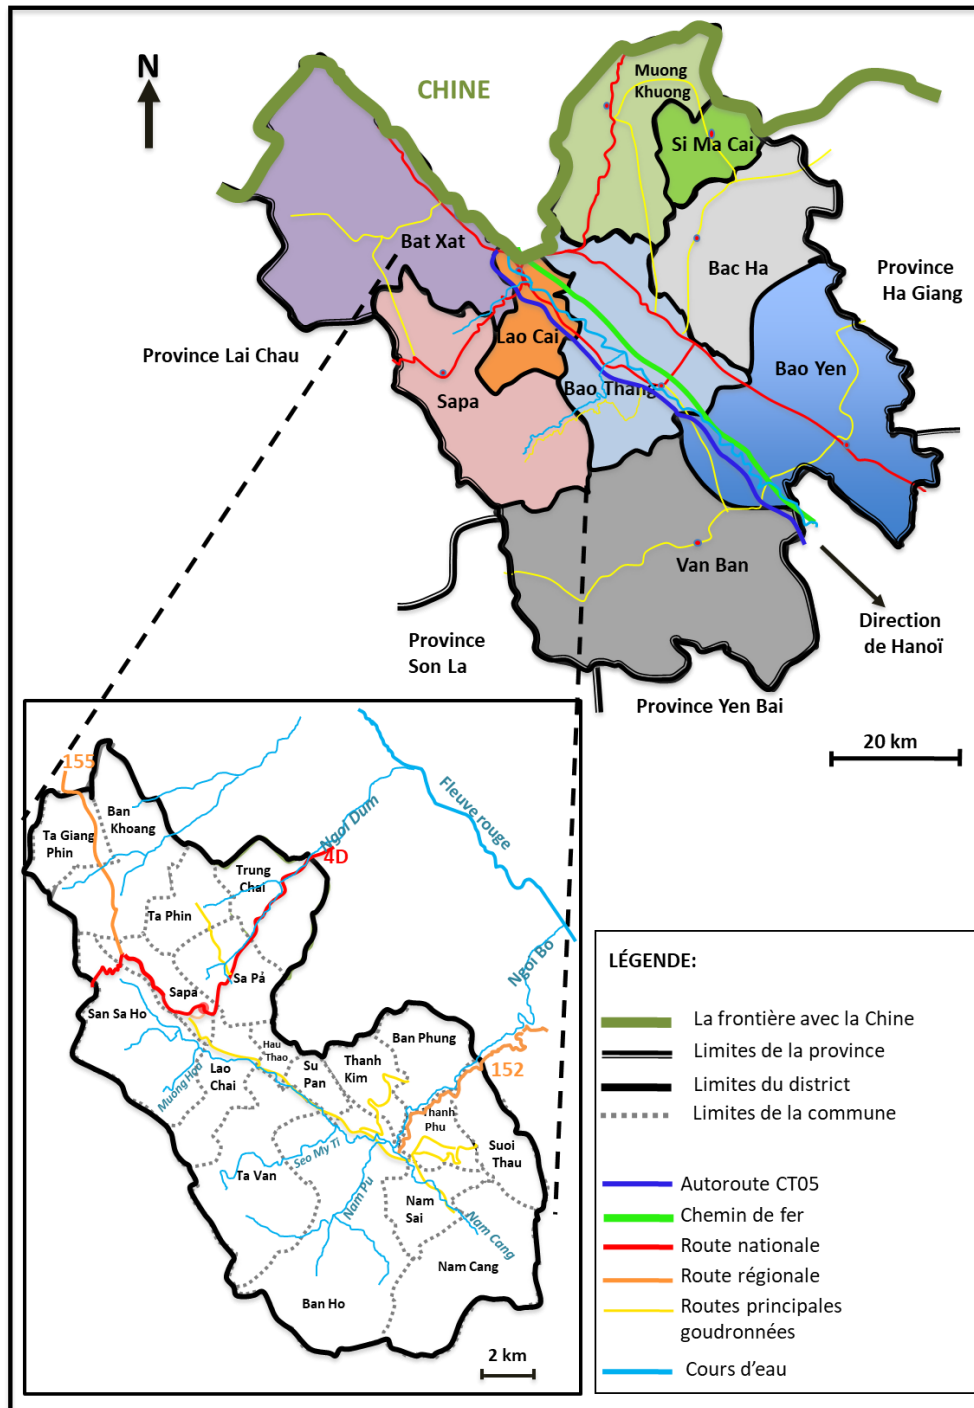 N
CHINE
Muong
Khuong
Si Ma Cai
Bat Xat
Bac Ha
Province
Ha Giang
Province Lai Chau
Lao Cai
Bao Thang
Bao Yen
Sapa
Van Ban
Province
Son La
Direction
de Hanoï
Province Yen Bai
20 km
155
Ban
Khoang
Ta Giang
Phin
Ngoi Dum
Fleuve rouge
4D
Trung
Chai
Ta Phin
Ngoi Bo
Sa Pả
Sapa
San Sa Ho
Ban Phung
Hau
Thao
Thanh
Kim
Su
Pan
Lao
Chai
152
Muong Hoa
Thanh
Phu
Suoi
Thau
Seo My Ti
Ta Van
Nam Pu
Nam
Sai
Nam Cang
Nam Cang
Ban Ho
2 km
LÉGENDE:
La frontière avec la Chine
Limites de la province
Limites du district
Limites de la commune
Autoroute CT05
Chemin de fer
Route nationale
Route régionale
Routes principales
goudronnées
Cours d'eau